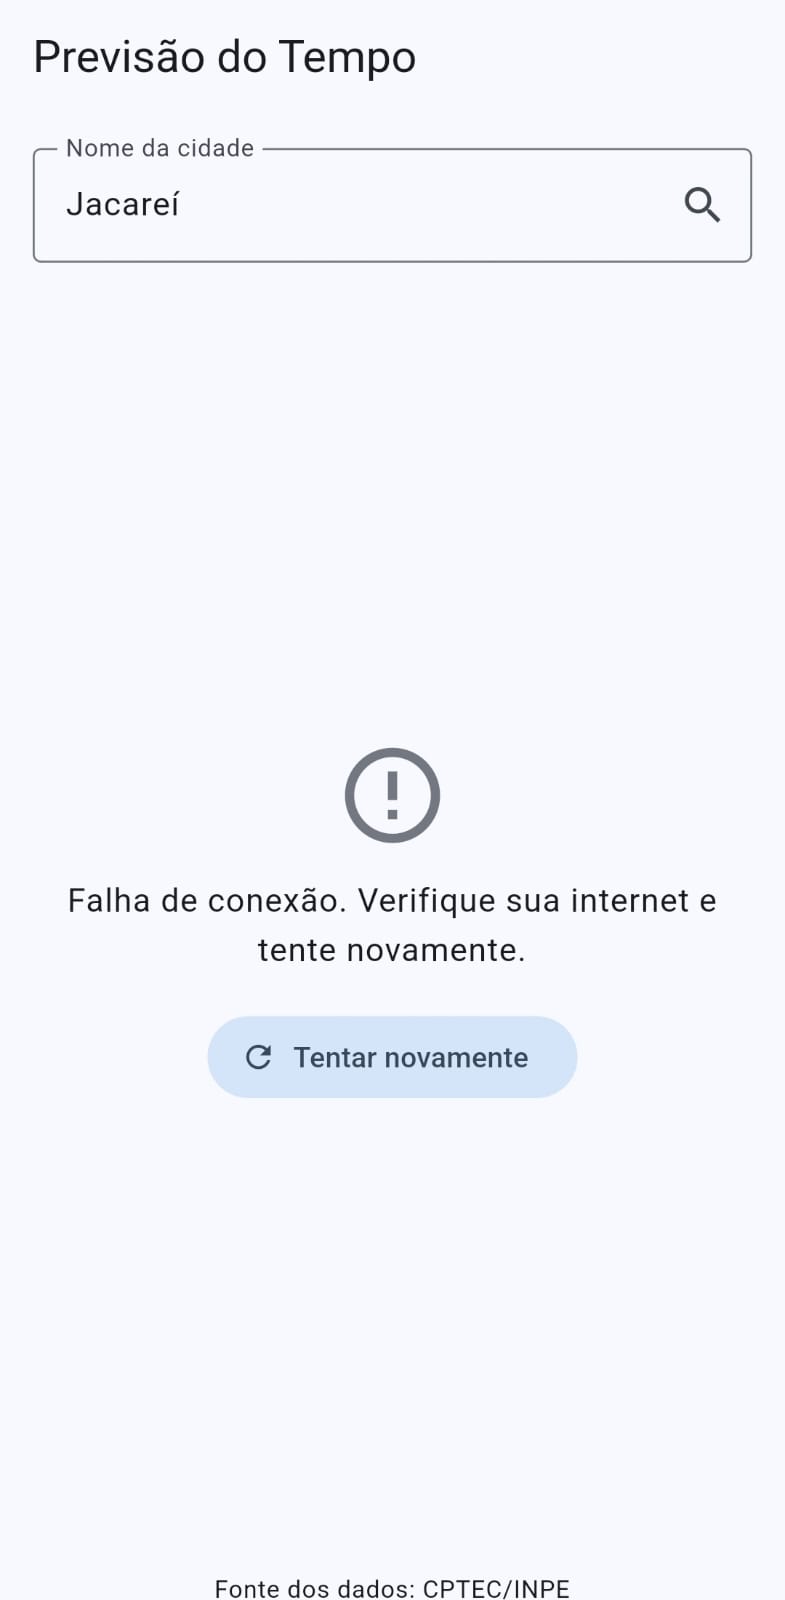 Previsão do Tempo
Nome da cidade
Jacareí
Falha de conexão. Verifique sua internet e
tente novamente.
Tentar novamente
Fonte dos dados: CPTEC/INPE